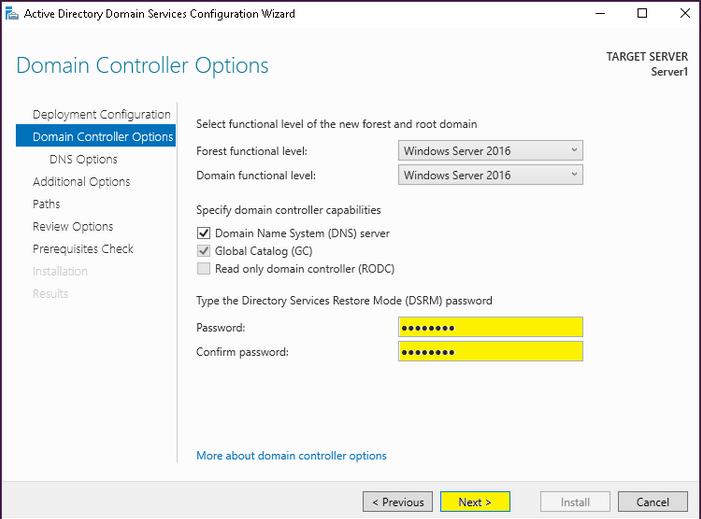 Active Directory Domain Services Configuration Wizard
Domain Controller Options
TARGET SERVER
Server1
Deployment Configuration
Domain Controller Options
DNS Options
Additional Options
Paths
Review Options
Prerequisites Check
Installation
Results
Select functional level of the new forest and root domain
Forest functional level: Windows Server 2016
Domain functional level: Windows Server 2016
Specify domain controller capabilities
Domain Name System (DNS) server
Global Catalog (GC)
Read only domain controller (RODC)
Type the Directory Services Restore Mode (DSRM) password
Password: ●●●●●●●●
Confirm password: ●●●●●●●●
More about domain controller options
< Previous Next > Install Cancel